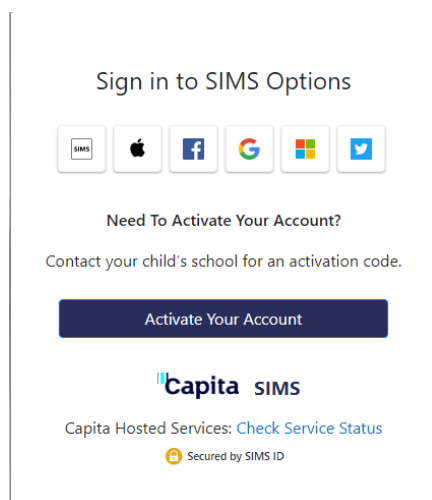 Sign in to SIMS Options
SIMS
Need To Activate Your Account?
Contact your child's school for an activation code.
Activate Your Account
Capita SIMS
Capita Hosted Services: Check Service Status
Secured by SIMS ID